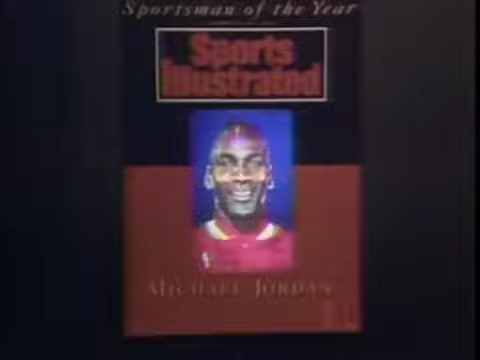 Sportsman of the Year
Sports
Illustrated
MICHAEL JORDAN